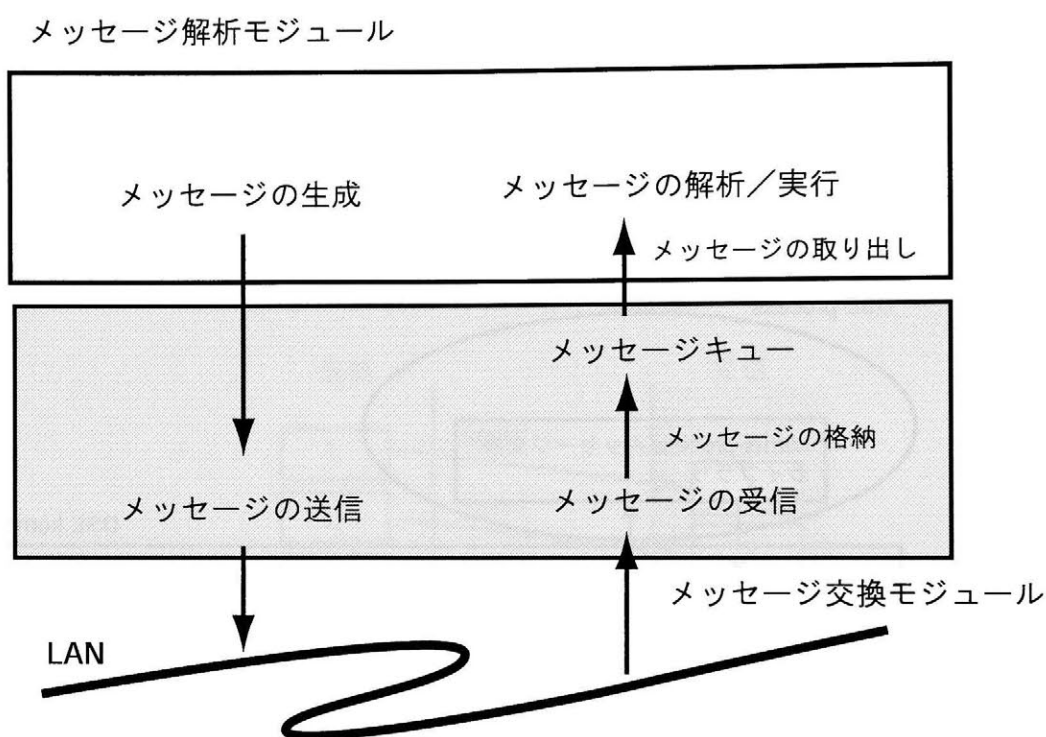 メッセージ解析モジュール
メッセージの生成
メッセージの解析／実行
メッセージの取り出し
メッセージキュー
メッセージの格納
メッセージの送信
メッセージの受信
メッセージ交換モジュール
LAN